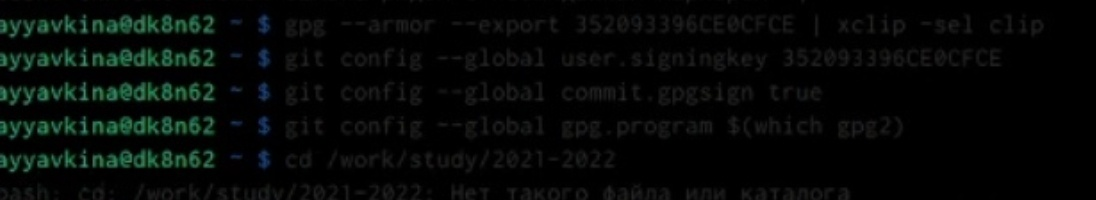 ayyavkina@dk8n62 ~ $ gpg --armor --export 352093396CE0CFCE | xclip -sel clip
ayyavkina@dk8n62 ~ $ git config --global user.signingkey 352093396CE0CFCE
ayyavkina@dk8n62 ~ $ git config --global commit.gpgsign true
ayyavkina@dk8n62 ~ $ git config --global gpg.program $(which gpg2)
ayyavkina@dk8n62 ~ $ cd /work/study/2021-2022
bash: cd: /work/study/2021-2022: Нет такого файла или каталога